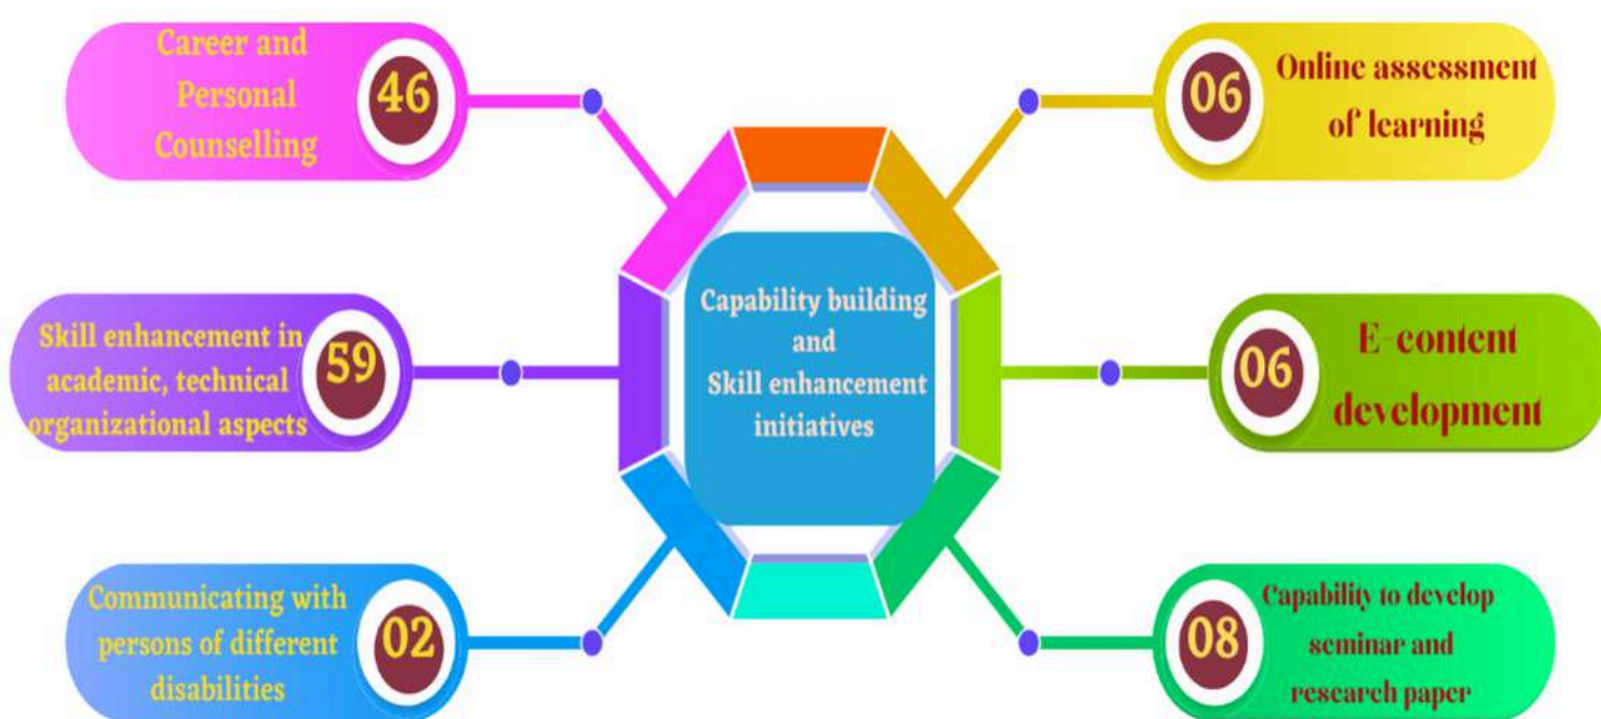 Career and
Personal
Counselling
46
Skill enhancement in
academic, technical
organizational aspects
59
Communicating with
persons of different
disabilities
02
Capability building
and
Skill enhancement
initiatives
06
Online assessment
of learning
06
E-content
development
08
Capability to develop
seminar and
research paper